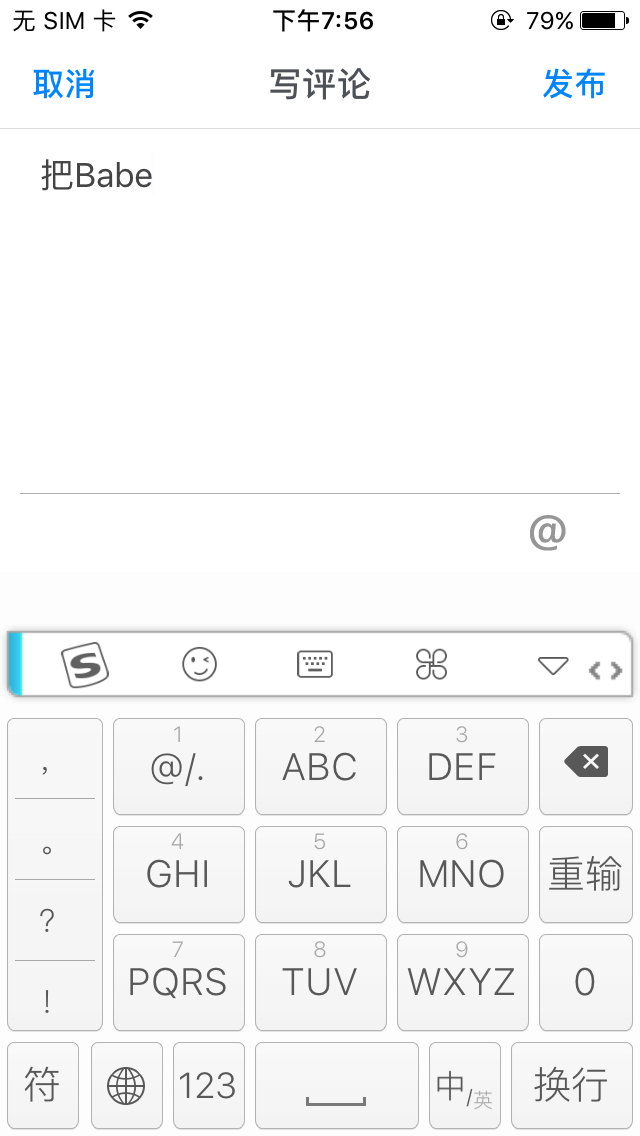 无 SIM 卡 下午7:56 79%
取消 写评论 发布
把Babe
@
S
, 1 @/. 2 ABC 3 DEF
。 4 GHI 5 JKL 6 MNO 重输
? 7 PQRS 8 TUV 9 WXYZ 0
!
符 123 中/英 换行